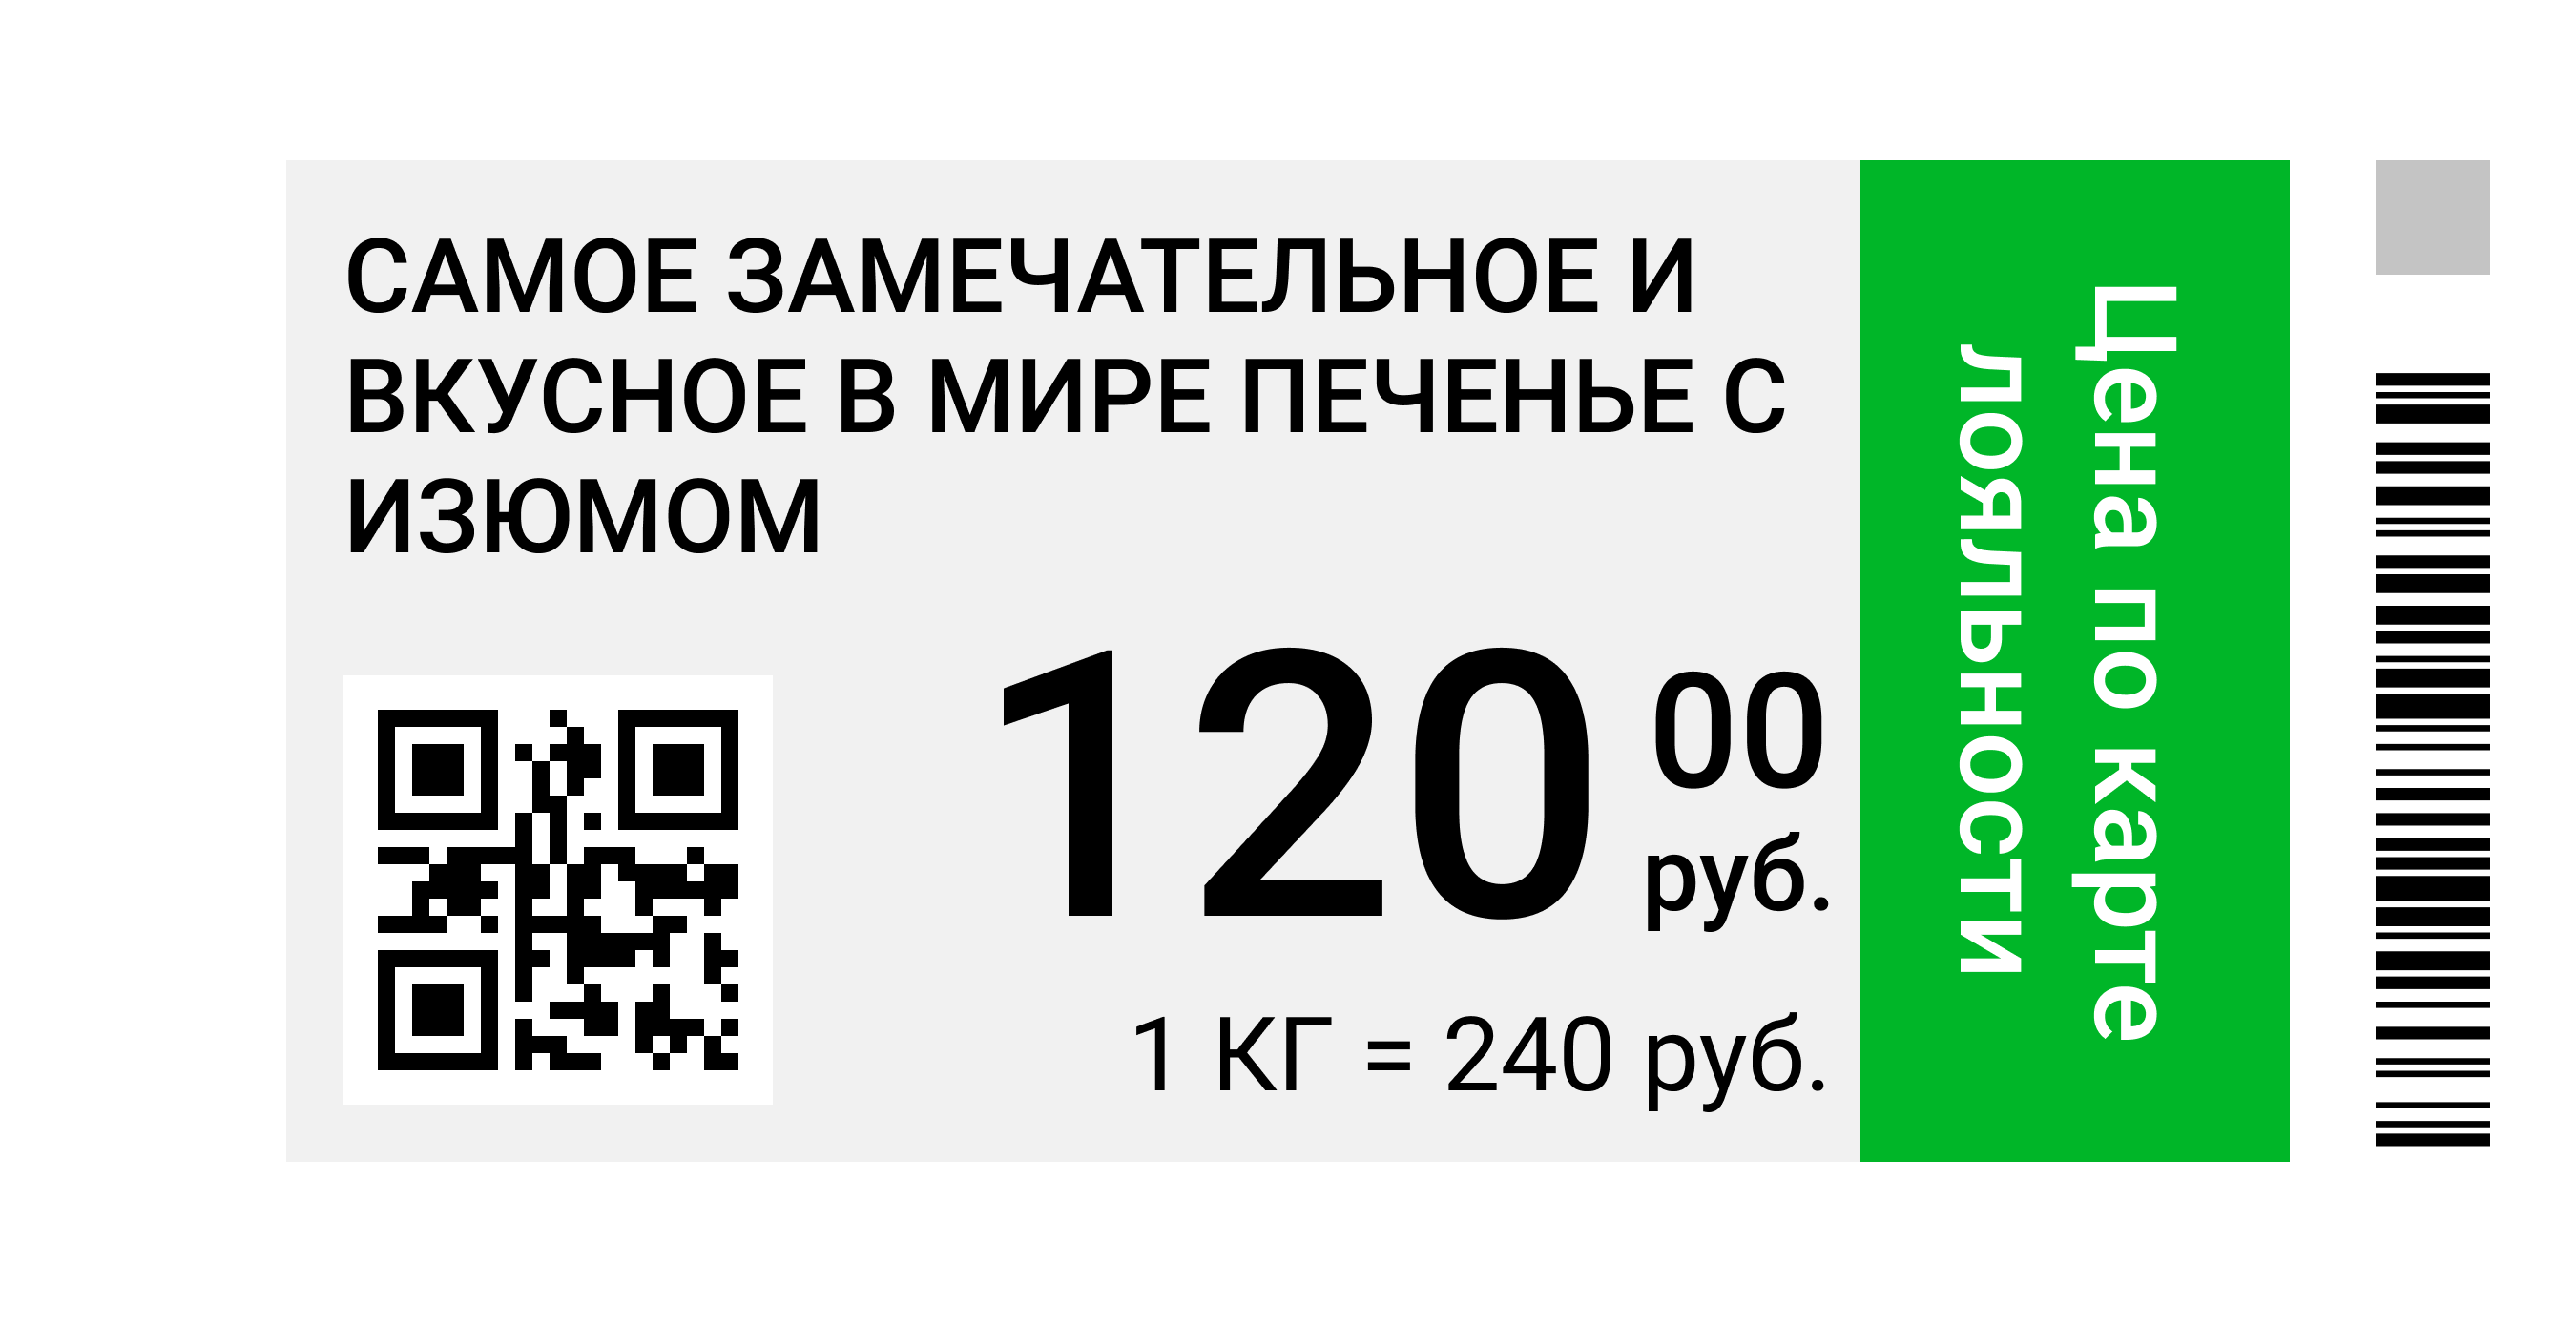 САМОЕ ЗАМЕЧАТЕЛЬНОЕ И
ВКУСНОЕ В МИРЕ ПЕЧЕНЬЕ С
ИЗЮМОМ
120 00
руб.
1 КГ = 240 руб.
Цена по карте
лояльности